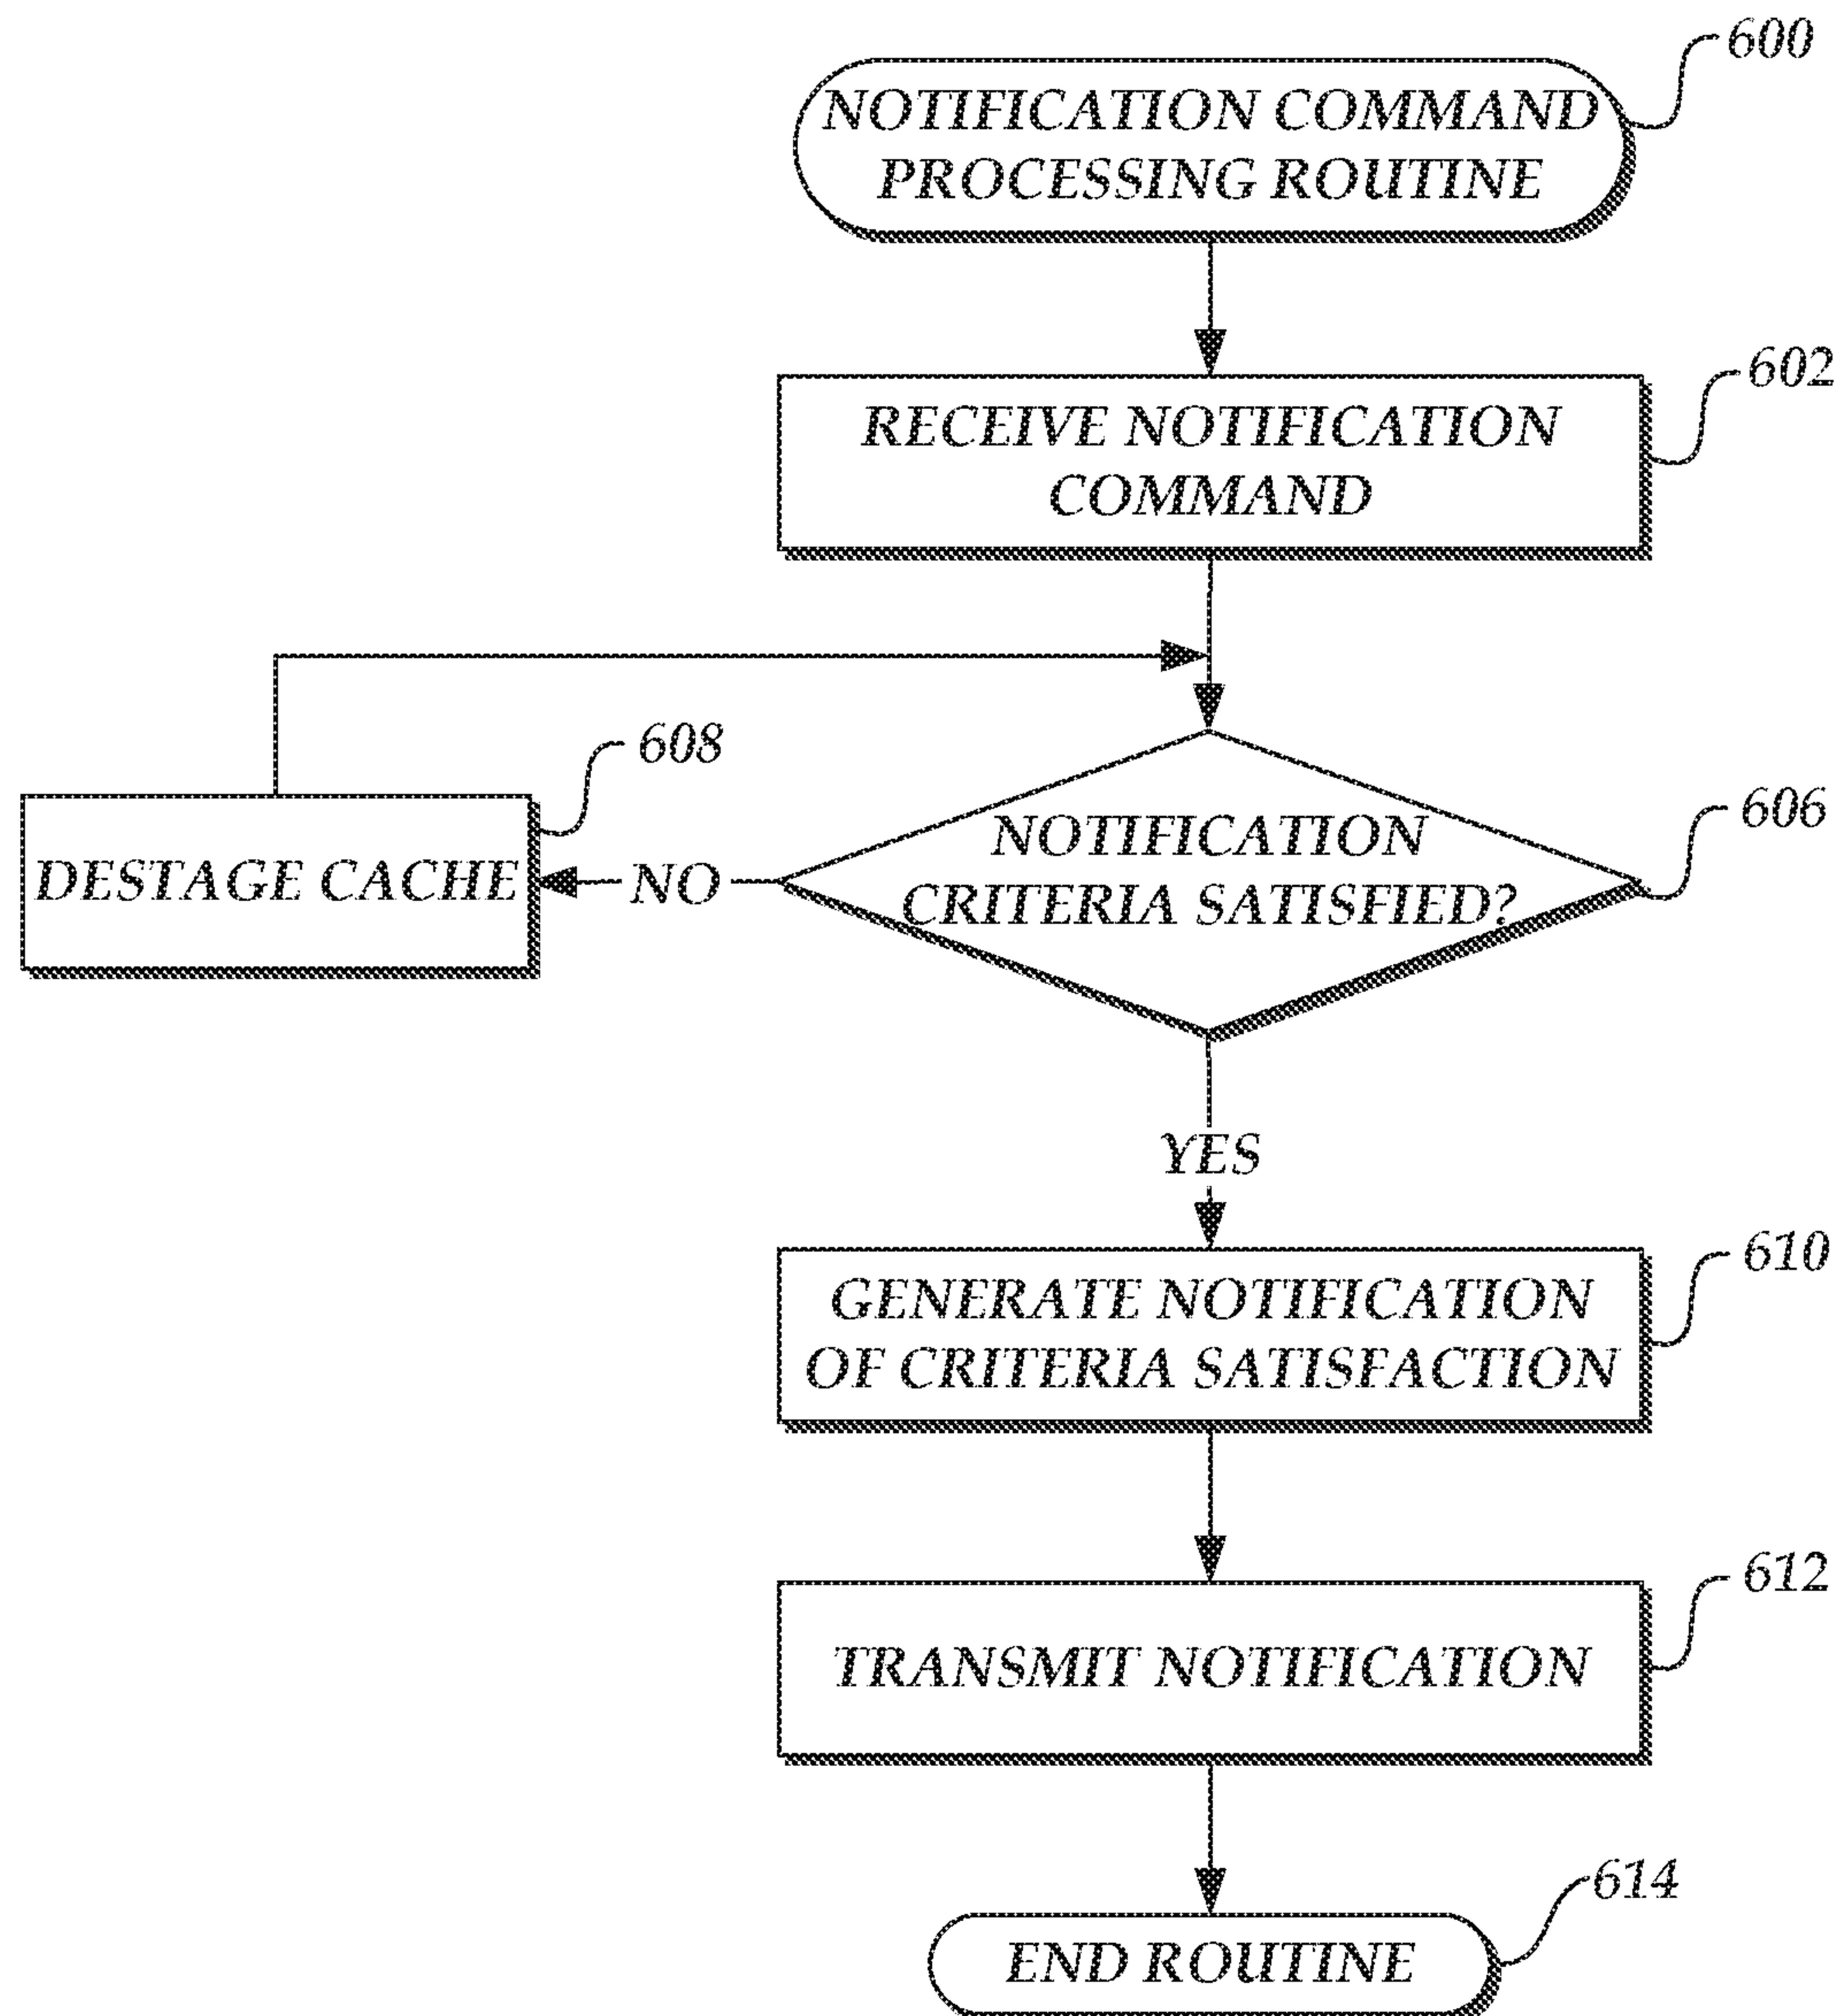 600
NOTIFICATION COMMAND
PROCESSING ROUTINE
602
RECEIVE NOTIFICATION
COMMAND
608
606
DESTAGE CACHE
NO
NOTIFICATION
CRITERIA SATISFIED?
YES
610
GENERATE NOTIFICATION
OF CRITERIA SATISFACTION
612
TRANSMIT NOTIFICATION
614
END ROUTINE